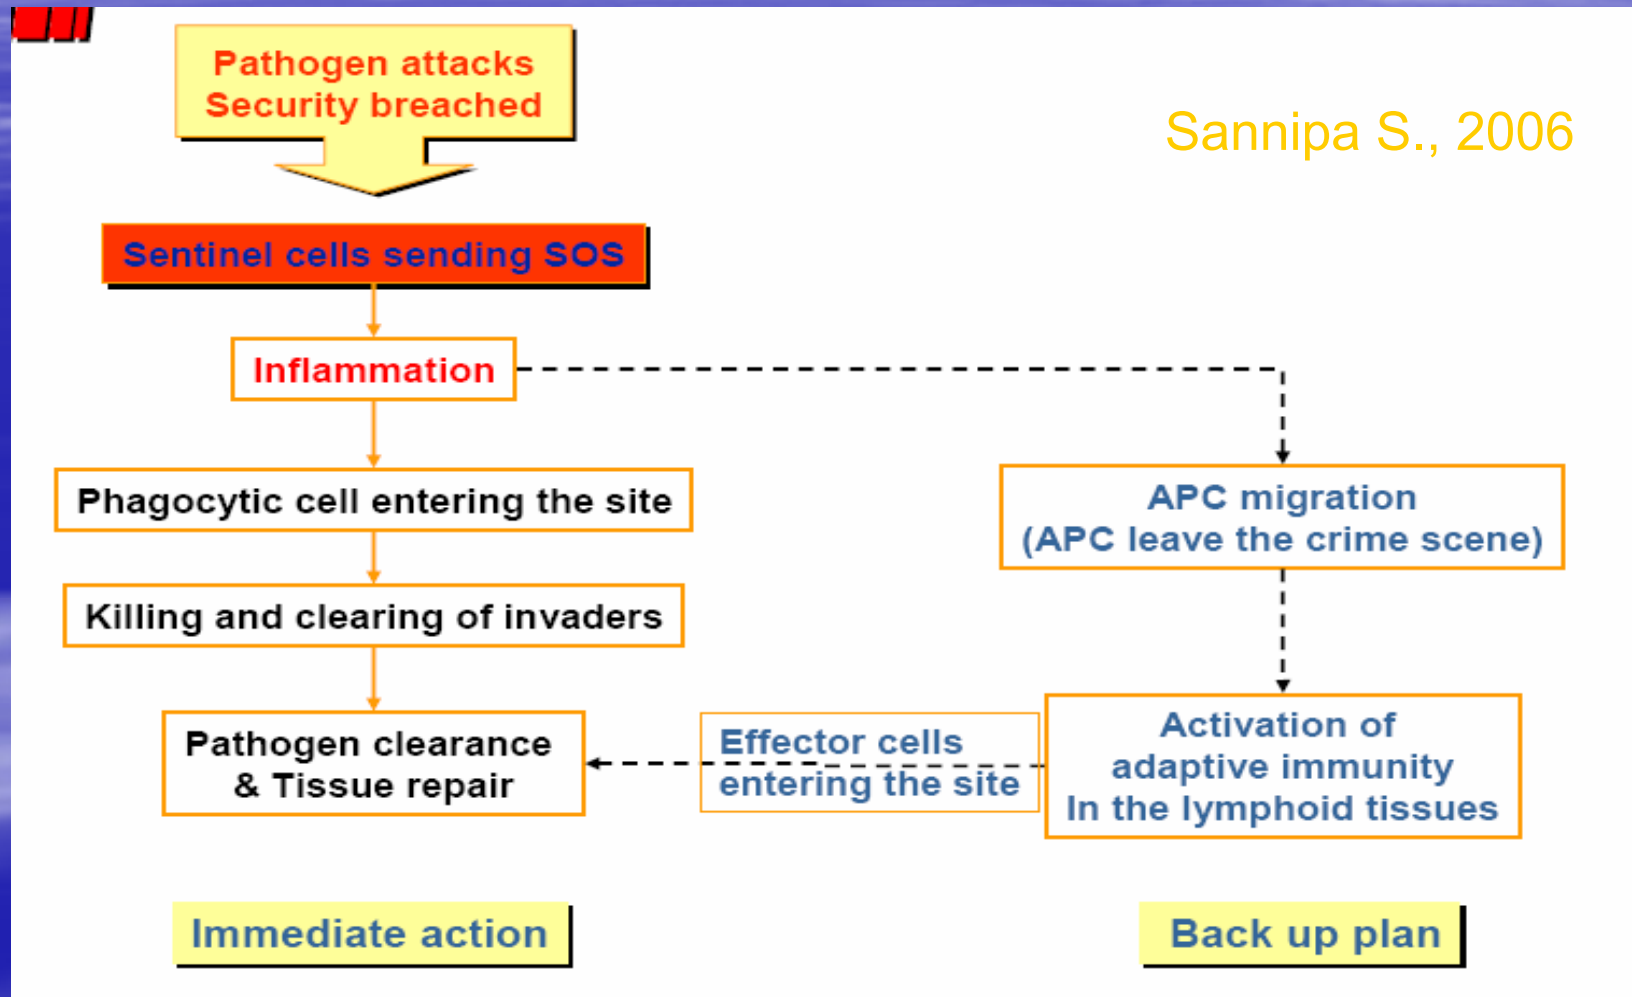 Pathogen attacks
Security breached
Sannipa S., 2006
Sentinel cells sending SOS
Inflammation
Phagocytic cell entering the site
APC migration
(APC leave the crime scene)
Killing and clearing of invaders
Pathogen clearance
& Tissue repair
Effector cells
entering the site
Activation of
adaptive immunity
In the lymphoid tissues
Immediate action
Back up plan